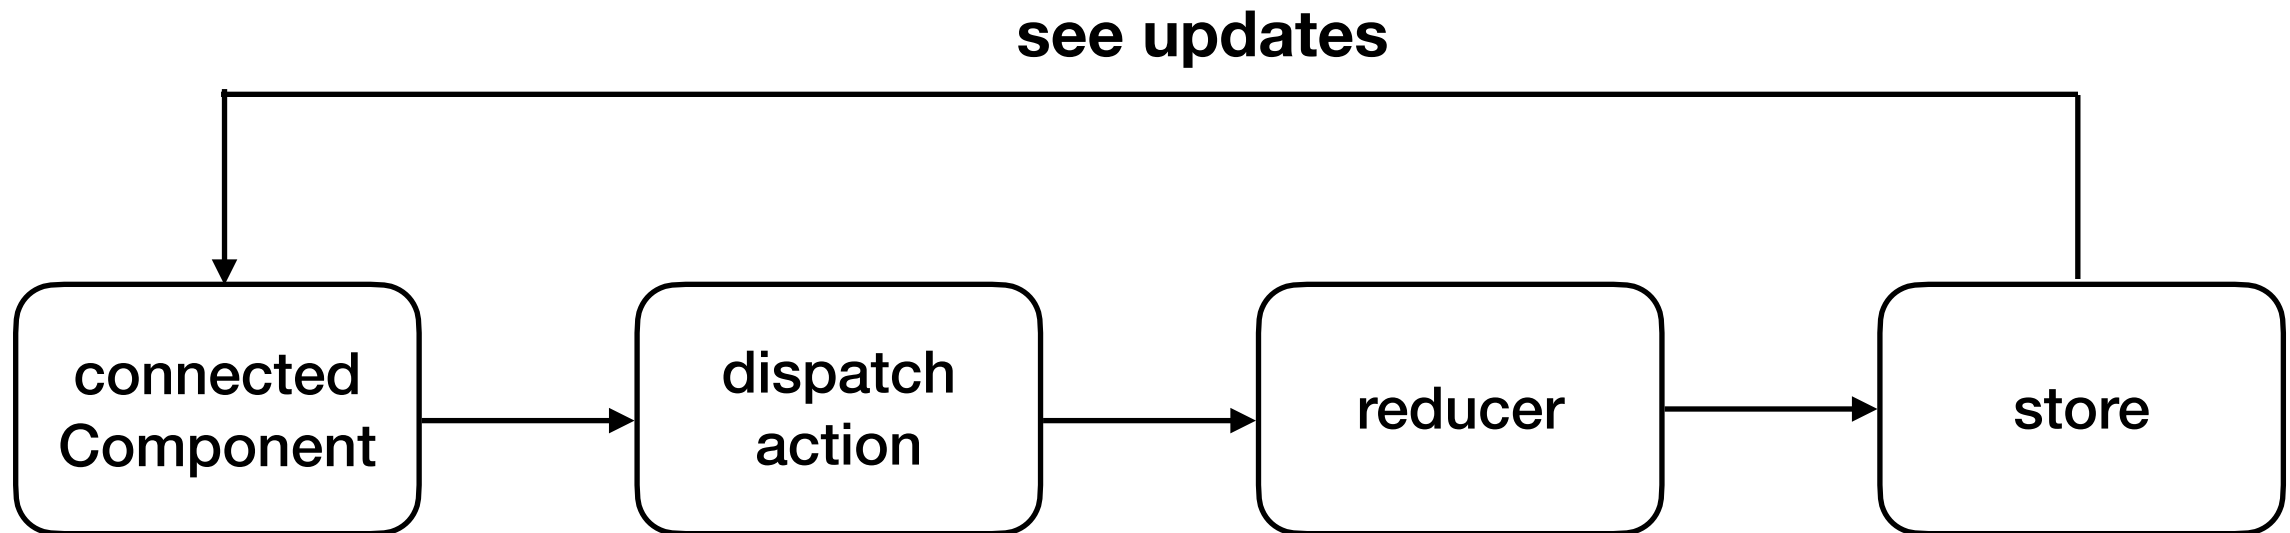 see updates
connected
Component
dispatch
action
reducer
store